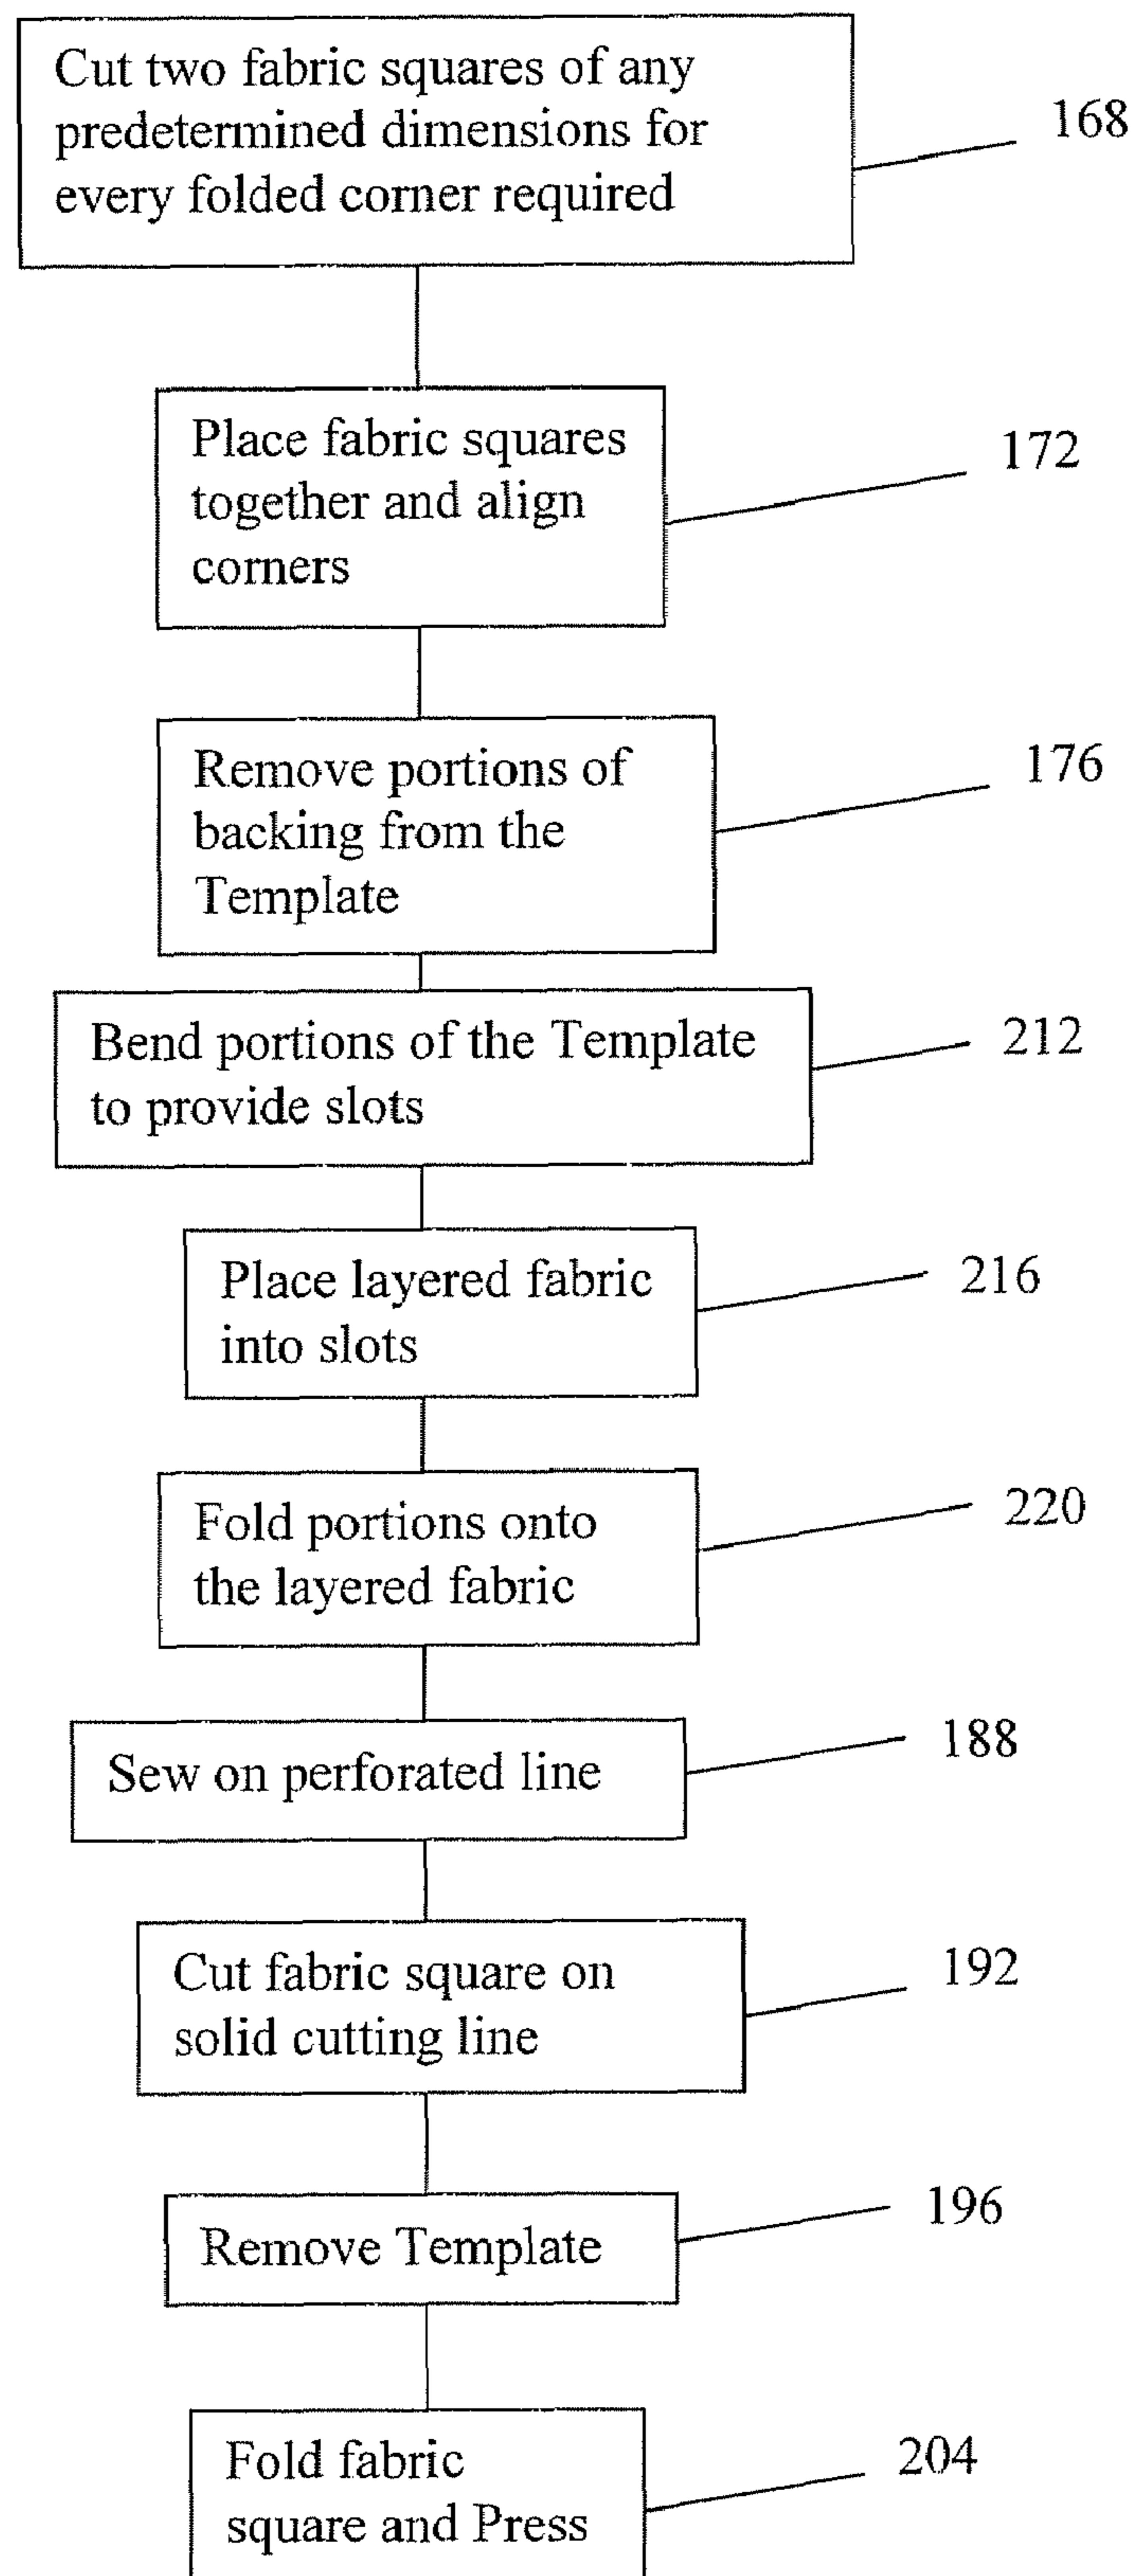 Cut two fabric squares of any
predetermined dimensions for
every folded corner required
168
Place fabric squares
together and align
corners
172
Remove portions of
backing from the
Template
176
Bend portions of the Template
to provide slots
212
Place layered fabric
into slots
216
Fold portions onto
the layered fabric
220
Sew on perforated line
188
Cut fabric square on
solid cutting line
192
Remove Template
196
Fold fabric
square and Press
204